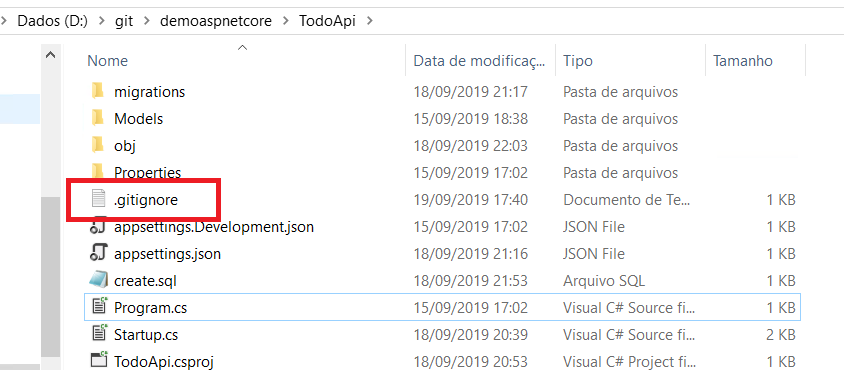 Dados (D:) > git > demoaspnetcore > TodoApi >
Nome Data de modificaç... Tipo Tamanho
migrations 18/09/2019 21:17 Pasta de arquivos
Models 15/09/2019 18:38 Pasta de arquivos
obj 18/09/2019 22:03 Pasta de arquivos
Properties 15/09/2019 17:02 Pasta de arquivos
.gitignore 19/09/2019 17:40 Documento de Te... 1 KB
appsettings.Development.json 15/09/2019 17:02 JSON File 1 KB
appsettings.json 18/09/2019 21:16 JSON File 1 KB
create.sql 18/09/2019 21:53 Arquivo SQL 1 KB
Program.cs 15/09/2019 17:02 Visual C# Source fi... 1 KB
Startup.cs 18/09/2019 20:39 Visual C# Source fi... 2 KB
TodoApi.csproj 18/09/2019 20:53 Visual C# Project fi... 1 KB